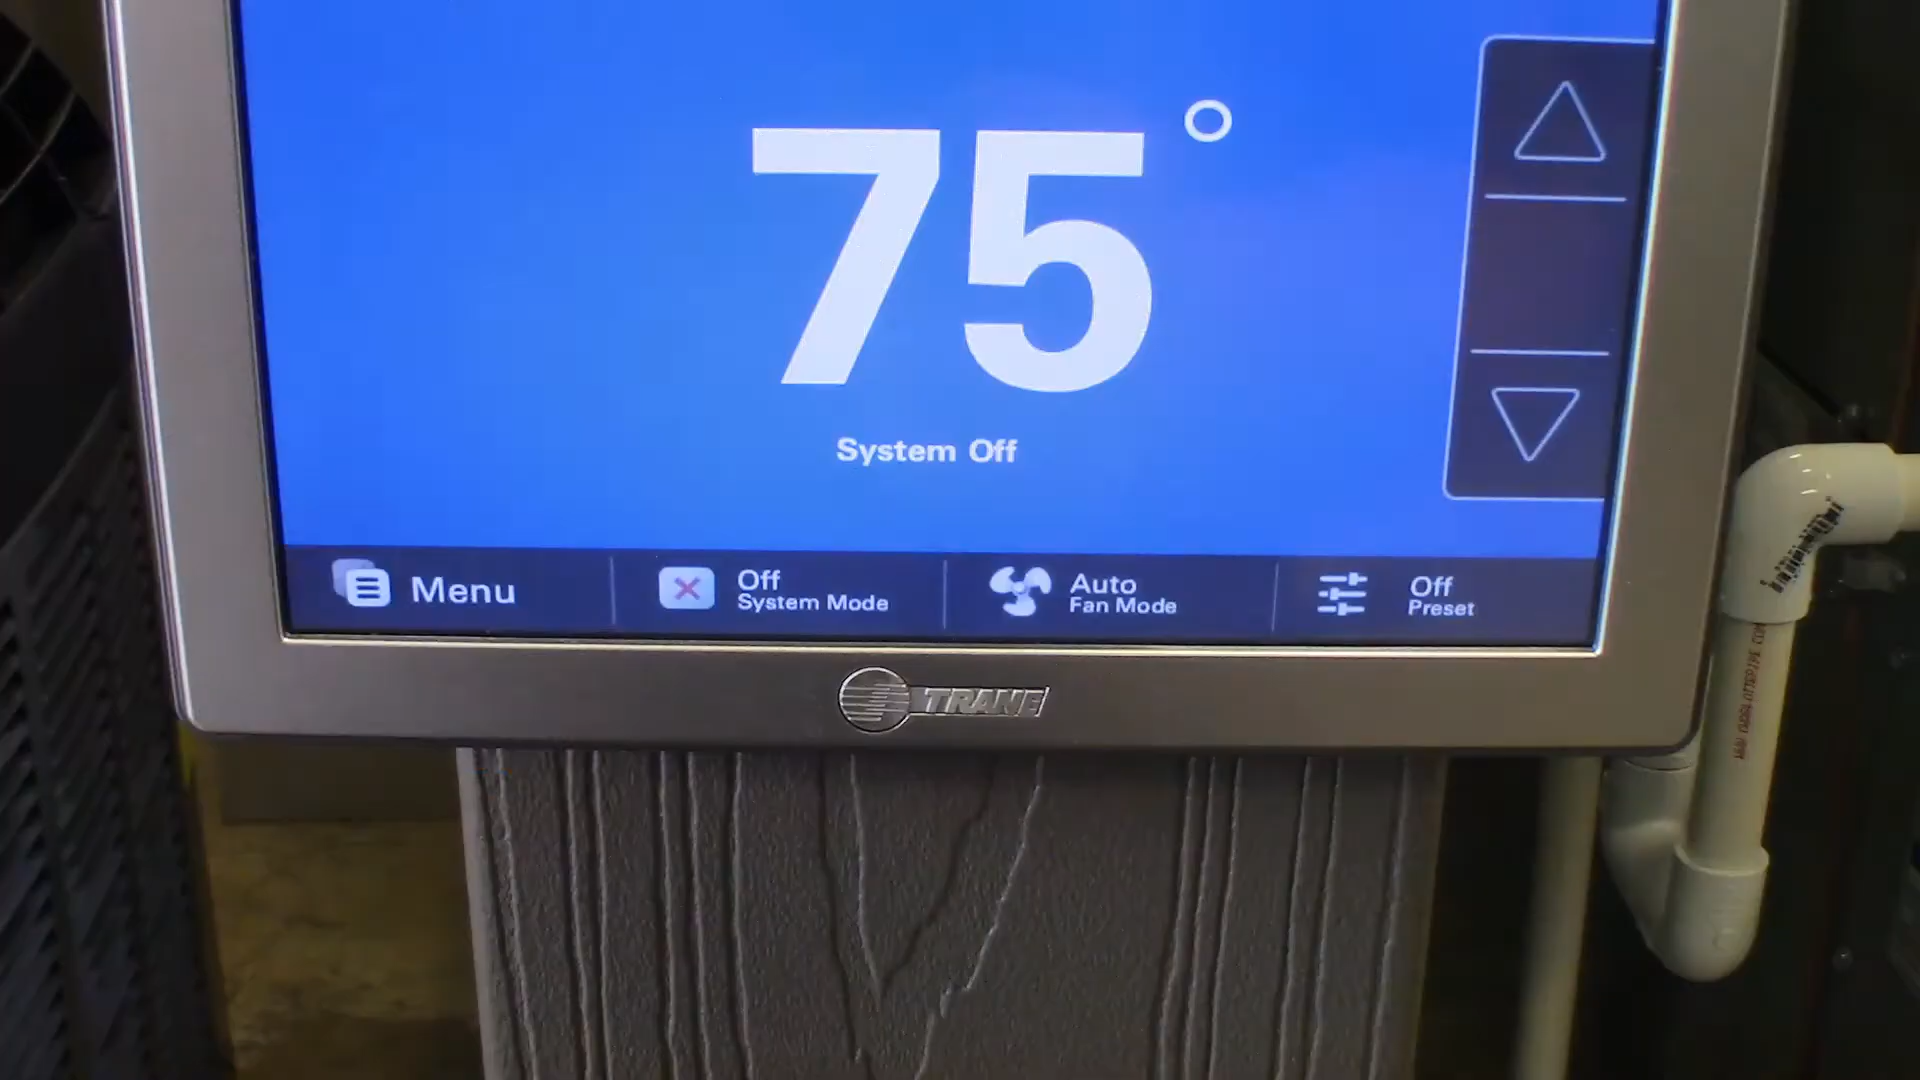 75°
System Off
Menu
Off
System Mode
Auto
Fan Mode
Off
Preset
TRANE